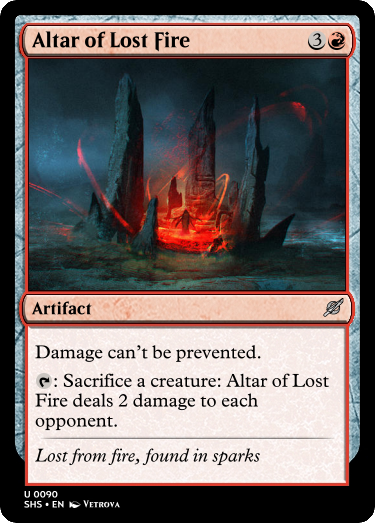 Altar of Lost Fire 3
Artifact
Damage can't be prevented.
: Sacrifice a creature: Altar of Lost
Fire deals 2 damage to each
opponent.
Lost from fire, found in sparks
U 0090
SHS • EN Vetrova